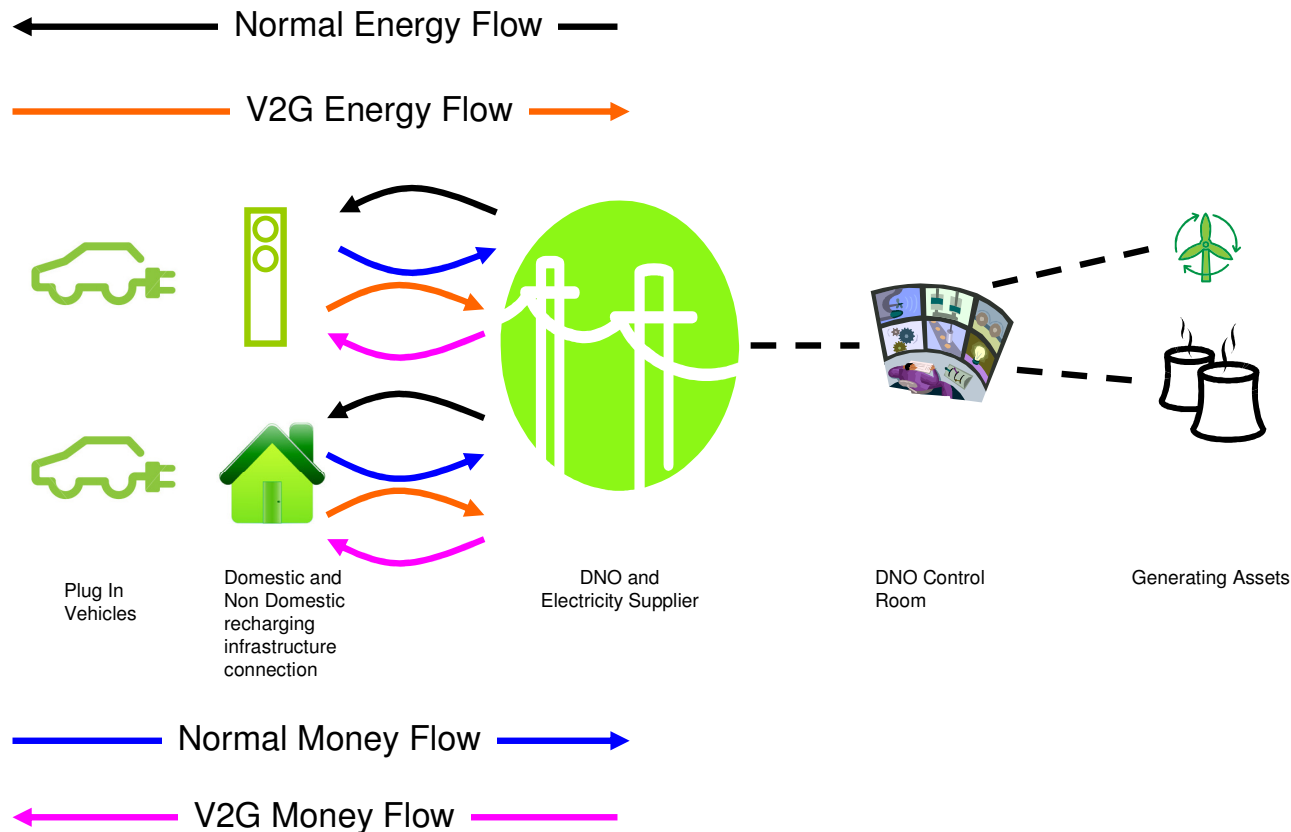 Normal Energy Flow
V2G Energy Flow
Plug In
Vehicles
Domestic and
Non Domestic
recharging
infrastructure
connection
DNO and
Electricity Supplier
DNO Control
Room
Generating Assets
Normal Money Flow
V2G Money Flow